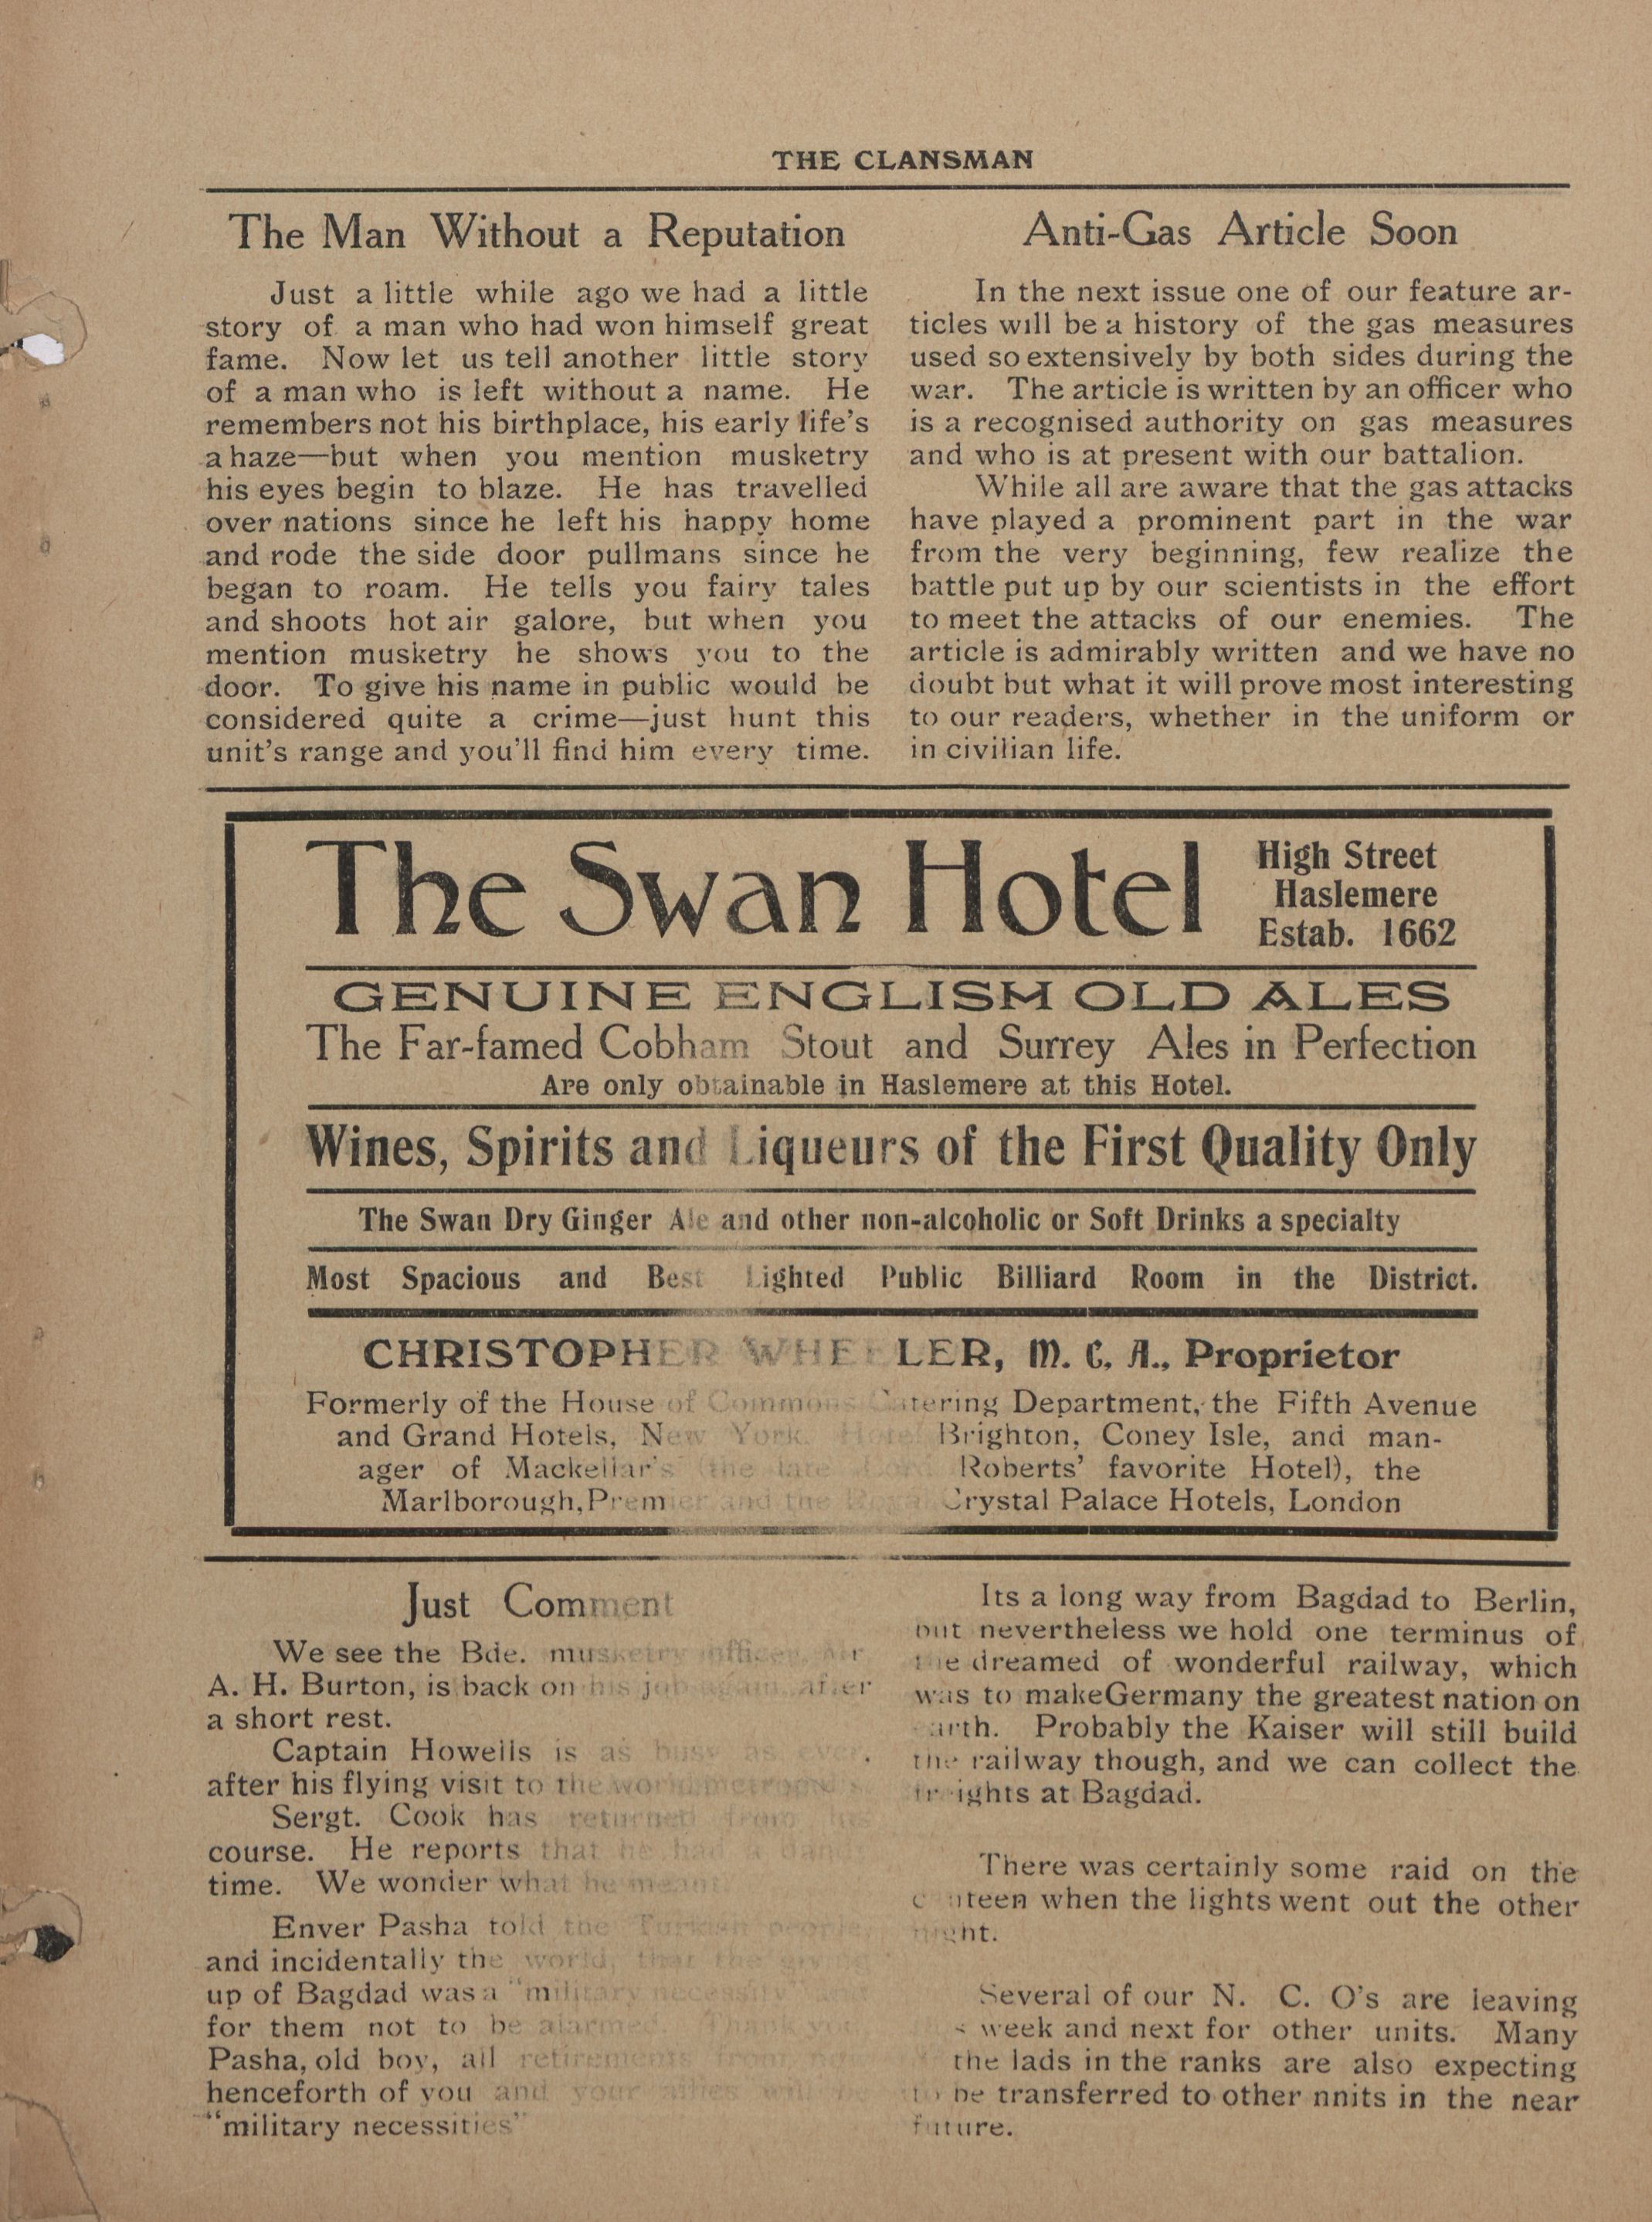 THE CLANSMAN
The Man Without a Reputation
Just a little while ago we had a little
story of a man who had won himself great
fame. Now let us tell another little story
of a man who is left without a name. He
remembers not his birthplace, his early life's
a haze—but when you mention musketry
his eyes begin to blaze. He has travelled
over nations since he left his happy home
and rode the side door pullmans since he
began to roam. He tells you fairy tales
and shoots hot air galore, but when you
mention musketry he shows you to the
door. To give his name in public would be
considered quite a crime—just hunt this
unit's range and you'll find him every time.
Anti-Gas Article Soon
In the next issue one of our feature ar-
ticles will be a history of the gas measures
used so extensively by both sides during the
war. The article is written by an officer who
is a recognised authority on gas measures
and who is at present with our battalion.
While all are aware that the gas attacks
have played a prominent part in the war
from the very beginning, few realize the
battle put up by our scientists in the effort
to meet the attacks of our enemies. The
article is admirably written and we have no
doubt but what it will prove most interesting
to our readers, whether in the uniform or
in civilian life.
The Swan Hotel
High Street
Haslemere
Estab. 1662
GENUINE ENGLISH OLD ALES
The Far-famed Cobham Stout and Surrey Ales in Perfection
Are only obtainable in Haslemere at this Hotel.
Wines, Spirits and Liqueurs of the First Quality Only
The Swan Dry Ginger Ale and other non-alcoholic or Soft Drinks a specialty
Most Spacious and Best Lighted Public Billiard Room in the District.
CHRISTOPHER WHEELER, M. C. A., Proprietor
Formerly of the House of Commons Catering Department, the Fifth Avenue
and Grand Hotels, New York. Hotel Brighton, Coney Isle, and man-
ager of Mackellar's (the late Lord Roberts' favorite Hotel), the
Marlborough, Premier and the Royal Crystal Palace Hotels, London
Just Comment
We see the Bde. musketry officer, Mr
A. H. Burton, is back on his job again after
a short rest.
Captain Howells is as busy as ever.
after his flying visit to the world metropolis.
Sergt. Cook has returned from his
course. He reports that he had a dandy
time. We wonder what he meant
Enver Pasha told the Turkish people,
and incidentally the world, that the giving
up of Bagdad was a "military necessity" and
for them not to be alarmed. Thank you
Pasha, old boy, all retirements from now
henceforth of you and your allies will be
"military necessities"
Its a long way from Bagdad to Berlin,
but nevertheless we hold one terminus of
the dreamed of wonderful railway, which
was to makeGermany the greatest nation on
earth. Probably the Kaiser will still build
the railway though, and we can collect the
freights at Bagdad.
There was certainly some raid on the
canteen when the lights went out the other
night.
Several of our N. C. O's are leaving
this week and next for other units. Many
of the lads in the ranks are also expecting
to be transferred to other nnits in the near
future.